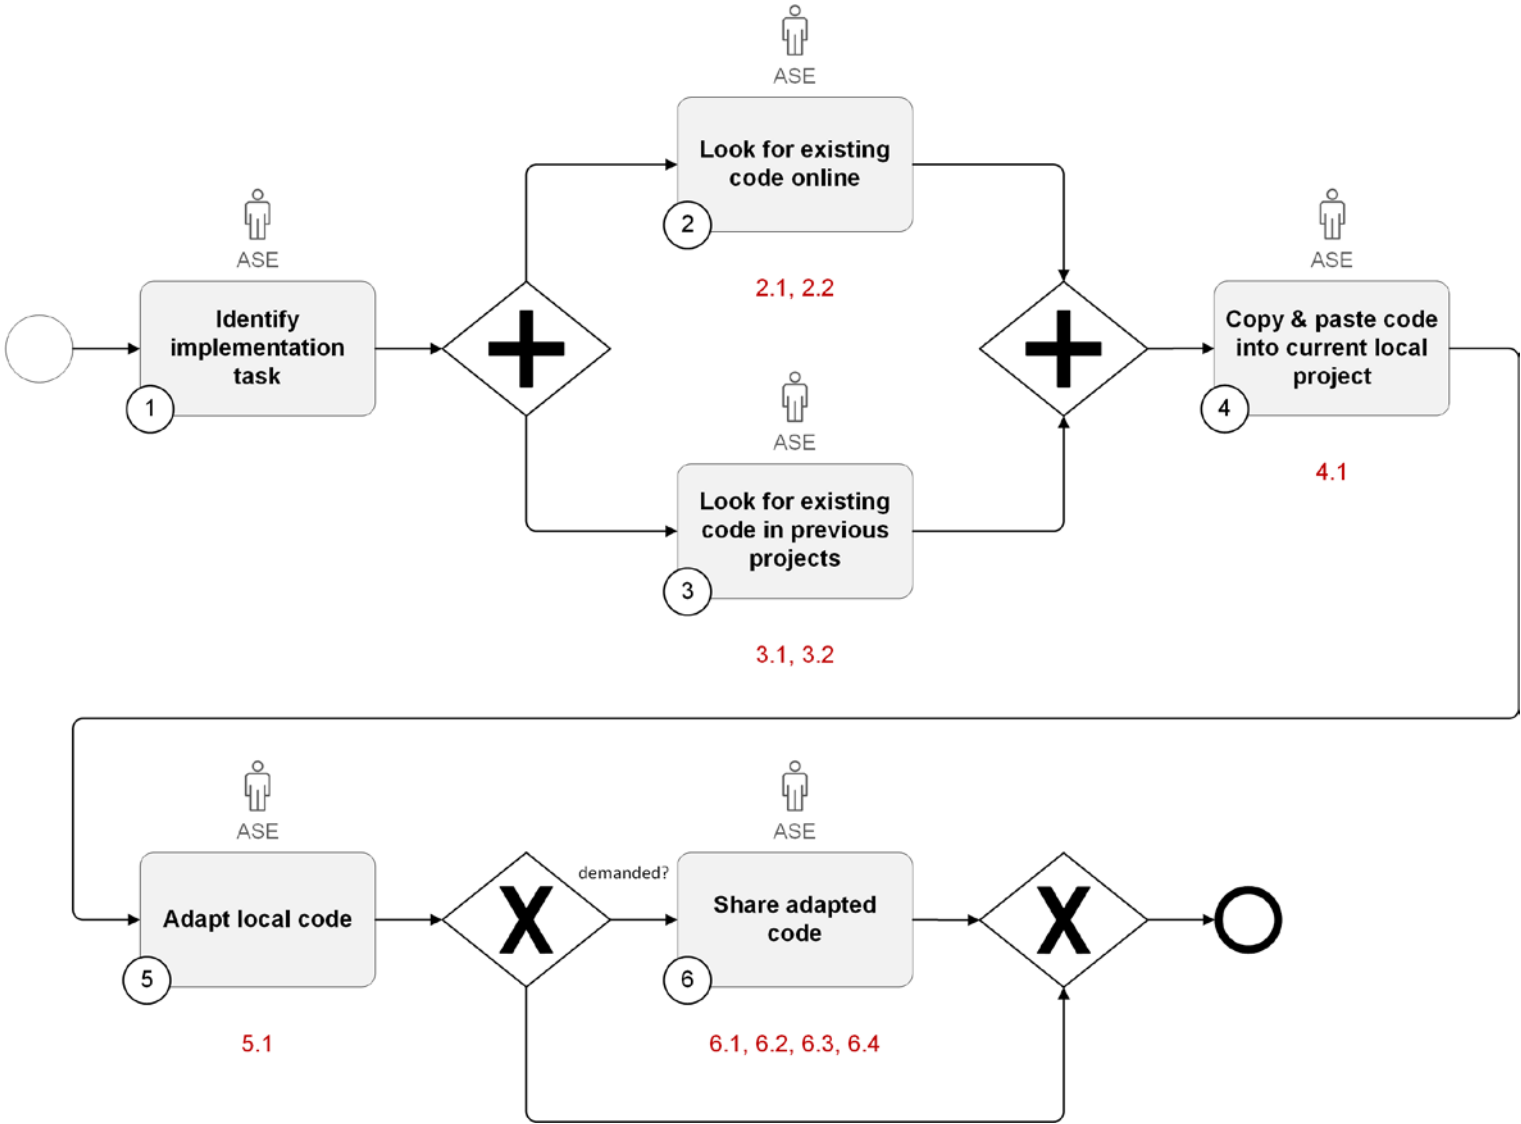 ASE
Look for existing
code online
2
2.1, 2.2
ASE
Identify
implementation
task
1
ASE
Look for existing
code in previous
projects
3
3.1, 3.2
ASE
Copy & paste code
into current local
project
4
4.1
ASE
Adapt local code
5
5.1
X
demanded?
ASE
Share adapted
code
6
6.1, 6.2, 6.3, 6.4
X